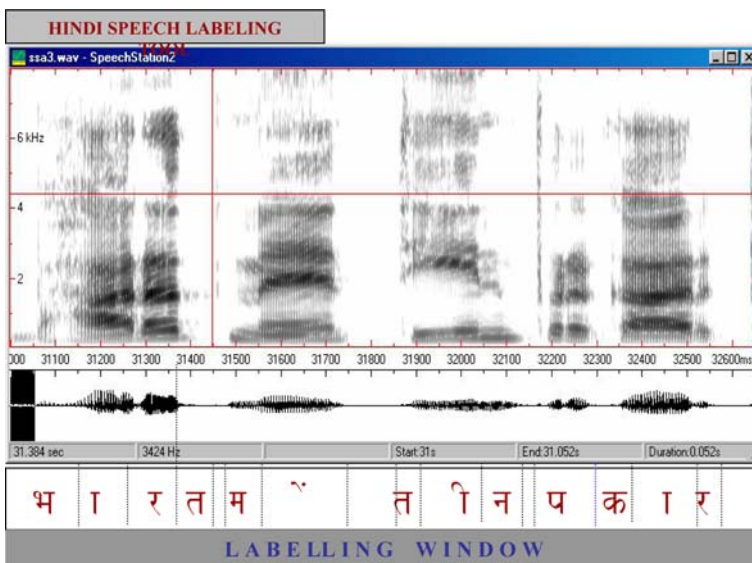 HINDI SPEECH LABELING
TOOL
ssa3.wav - SpeechStation2
6 kHz
4
2
000 31100 31200 31300 31400 31500 31600 31700 31800 31900 32000 32100 32200 32300 32400 32500 32600ms
31.384 sec 3424 Hz Start:31s End:31.052s Duration:0.052s
भ ा र त म ें त ी न प क ा र
LABELLING WINDOW